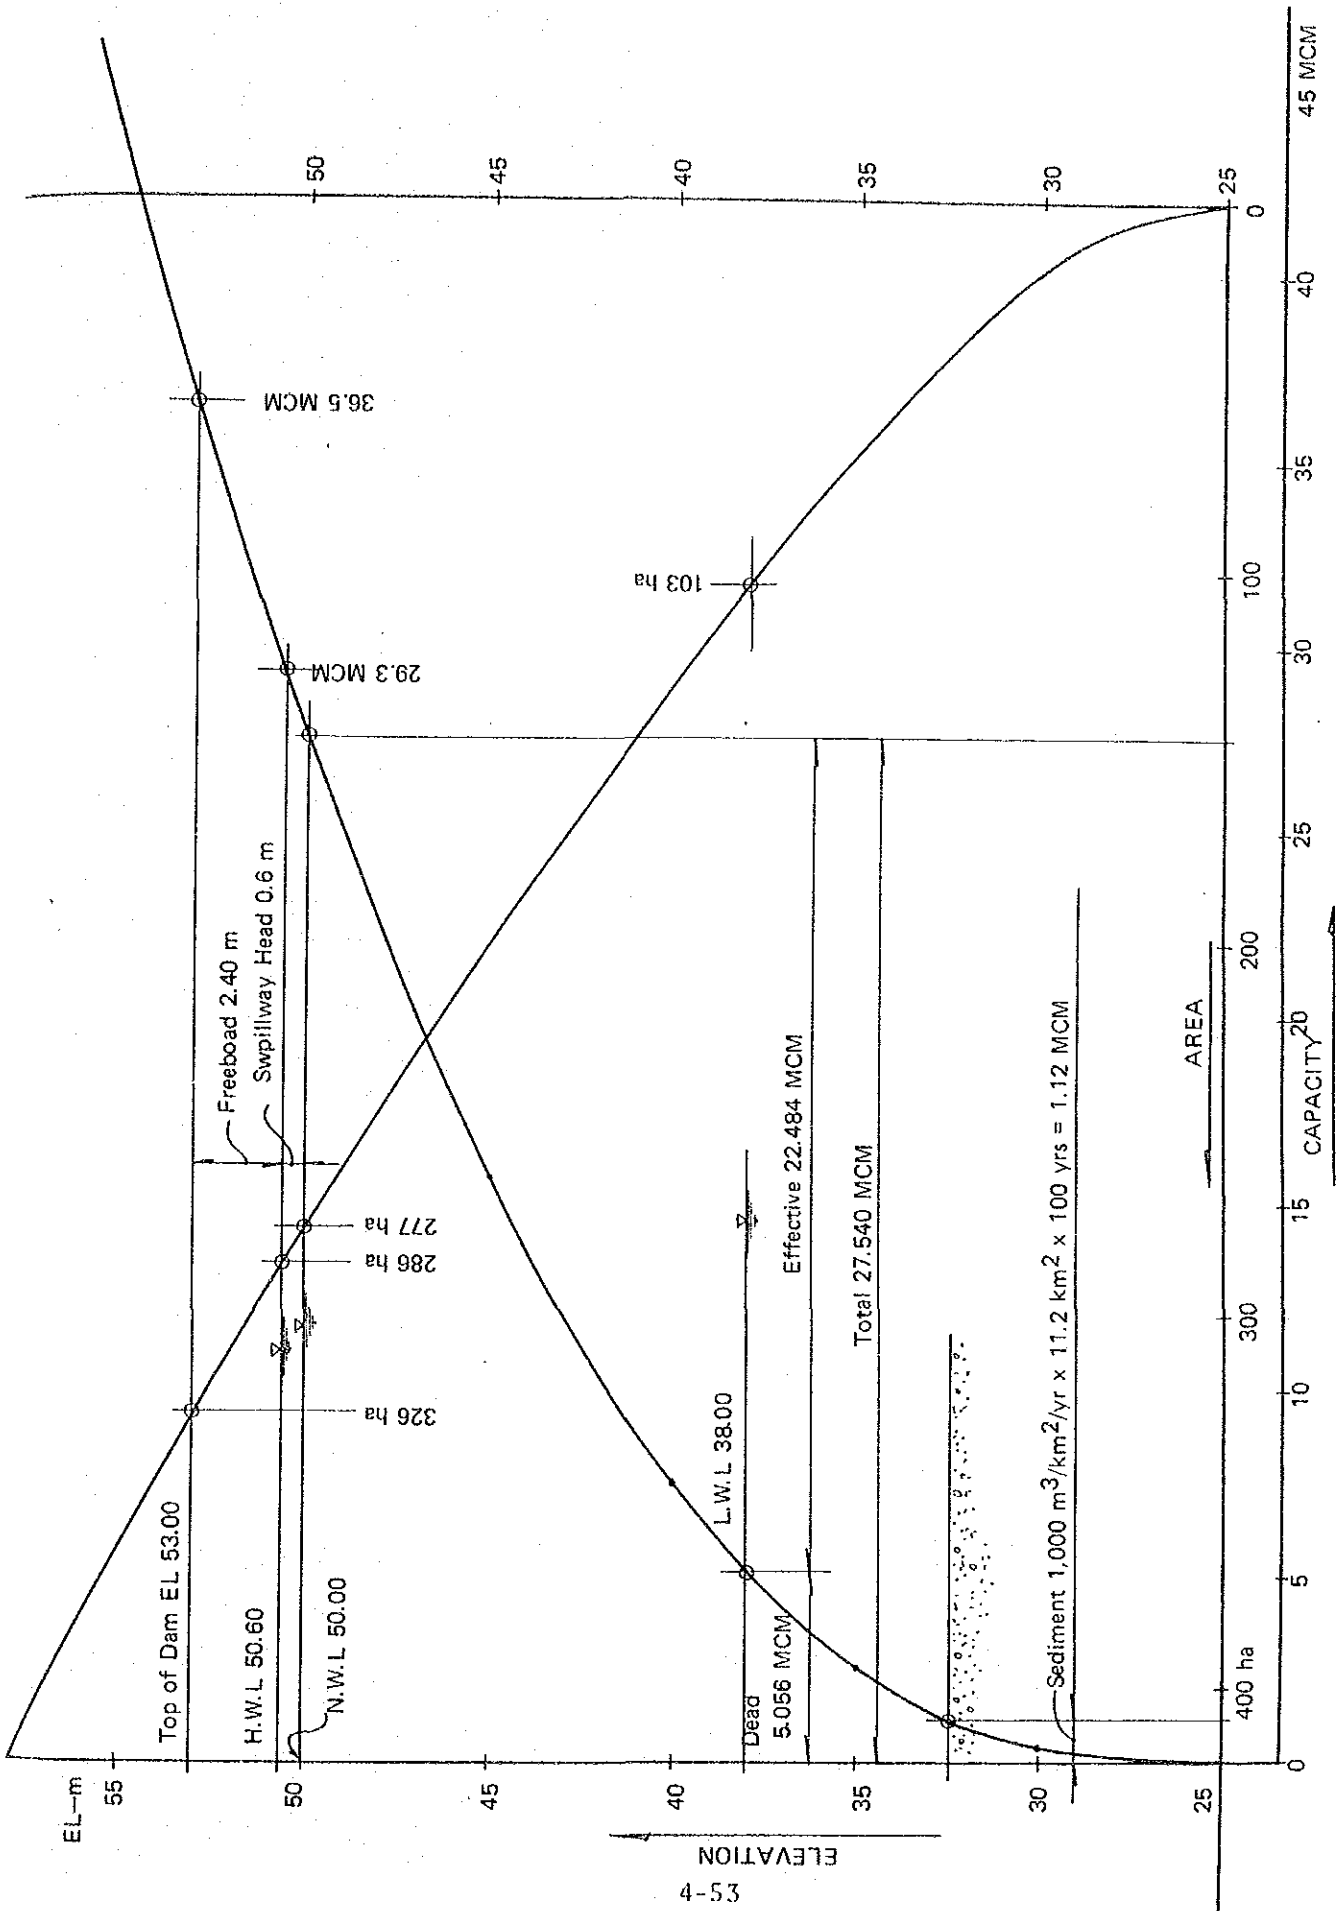 EL—m
55
50
45
40
35
30
25
ELEVATION
Top of Dam EL 53.00
H.W.L 50.60
N.W.L 50.00
326 ha
286 ha
277 ha
Freeboad 2.40 m
Swpillway Head 0.6 m
36.5 MCM
29.3 MCM
103 ha
L.W.L 38.00
Dead
5.056 MCM
Effective 22.484 MCM
Total 27.540 MCM
Sediment 1,000 m³/km²/yr x 11.2 km² x 100 yrs = 1.12 MCM
50
45
40
35
30
25
400 ha
300
200
100
0
AREA
0
5
10
15
20
25
30
35
40
45 MCM
CAPACITY
4-53